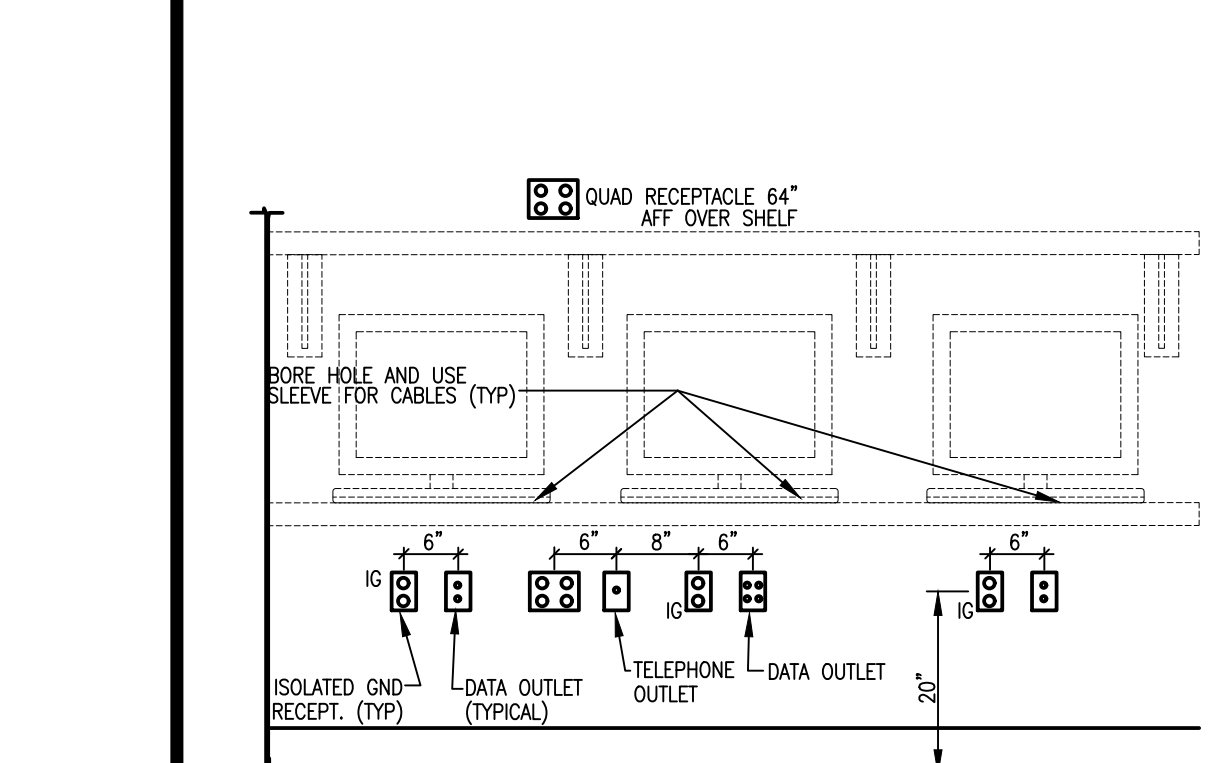 QUAD RECEPTACLE 64"
AFF OVER SHELF
BORE HOLE AND USE
SLEEVE FOR CABLES (TYP)
6"
6"
8"
6"
6"
IG
IG
IG
ISOLATED GND
RECEPT. (TYP)
DATA OUTLET
(TYPICAL)
TELEPHONE
OUTLET
DATA OUTLET
20"